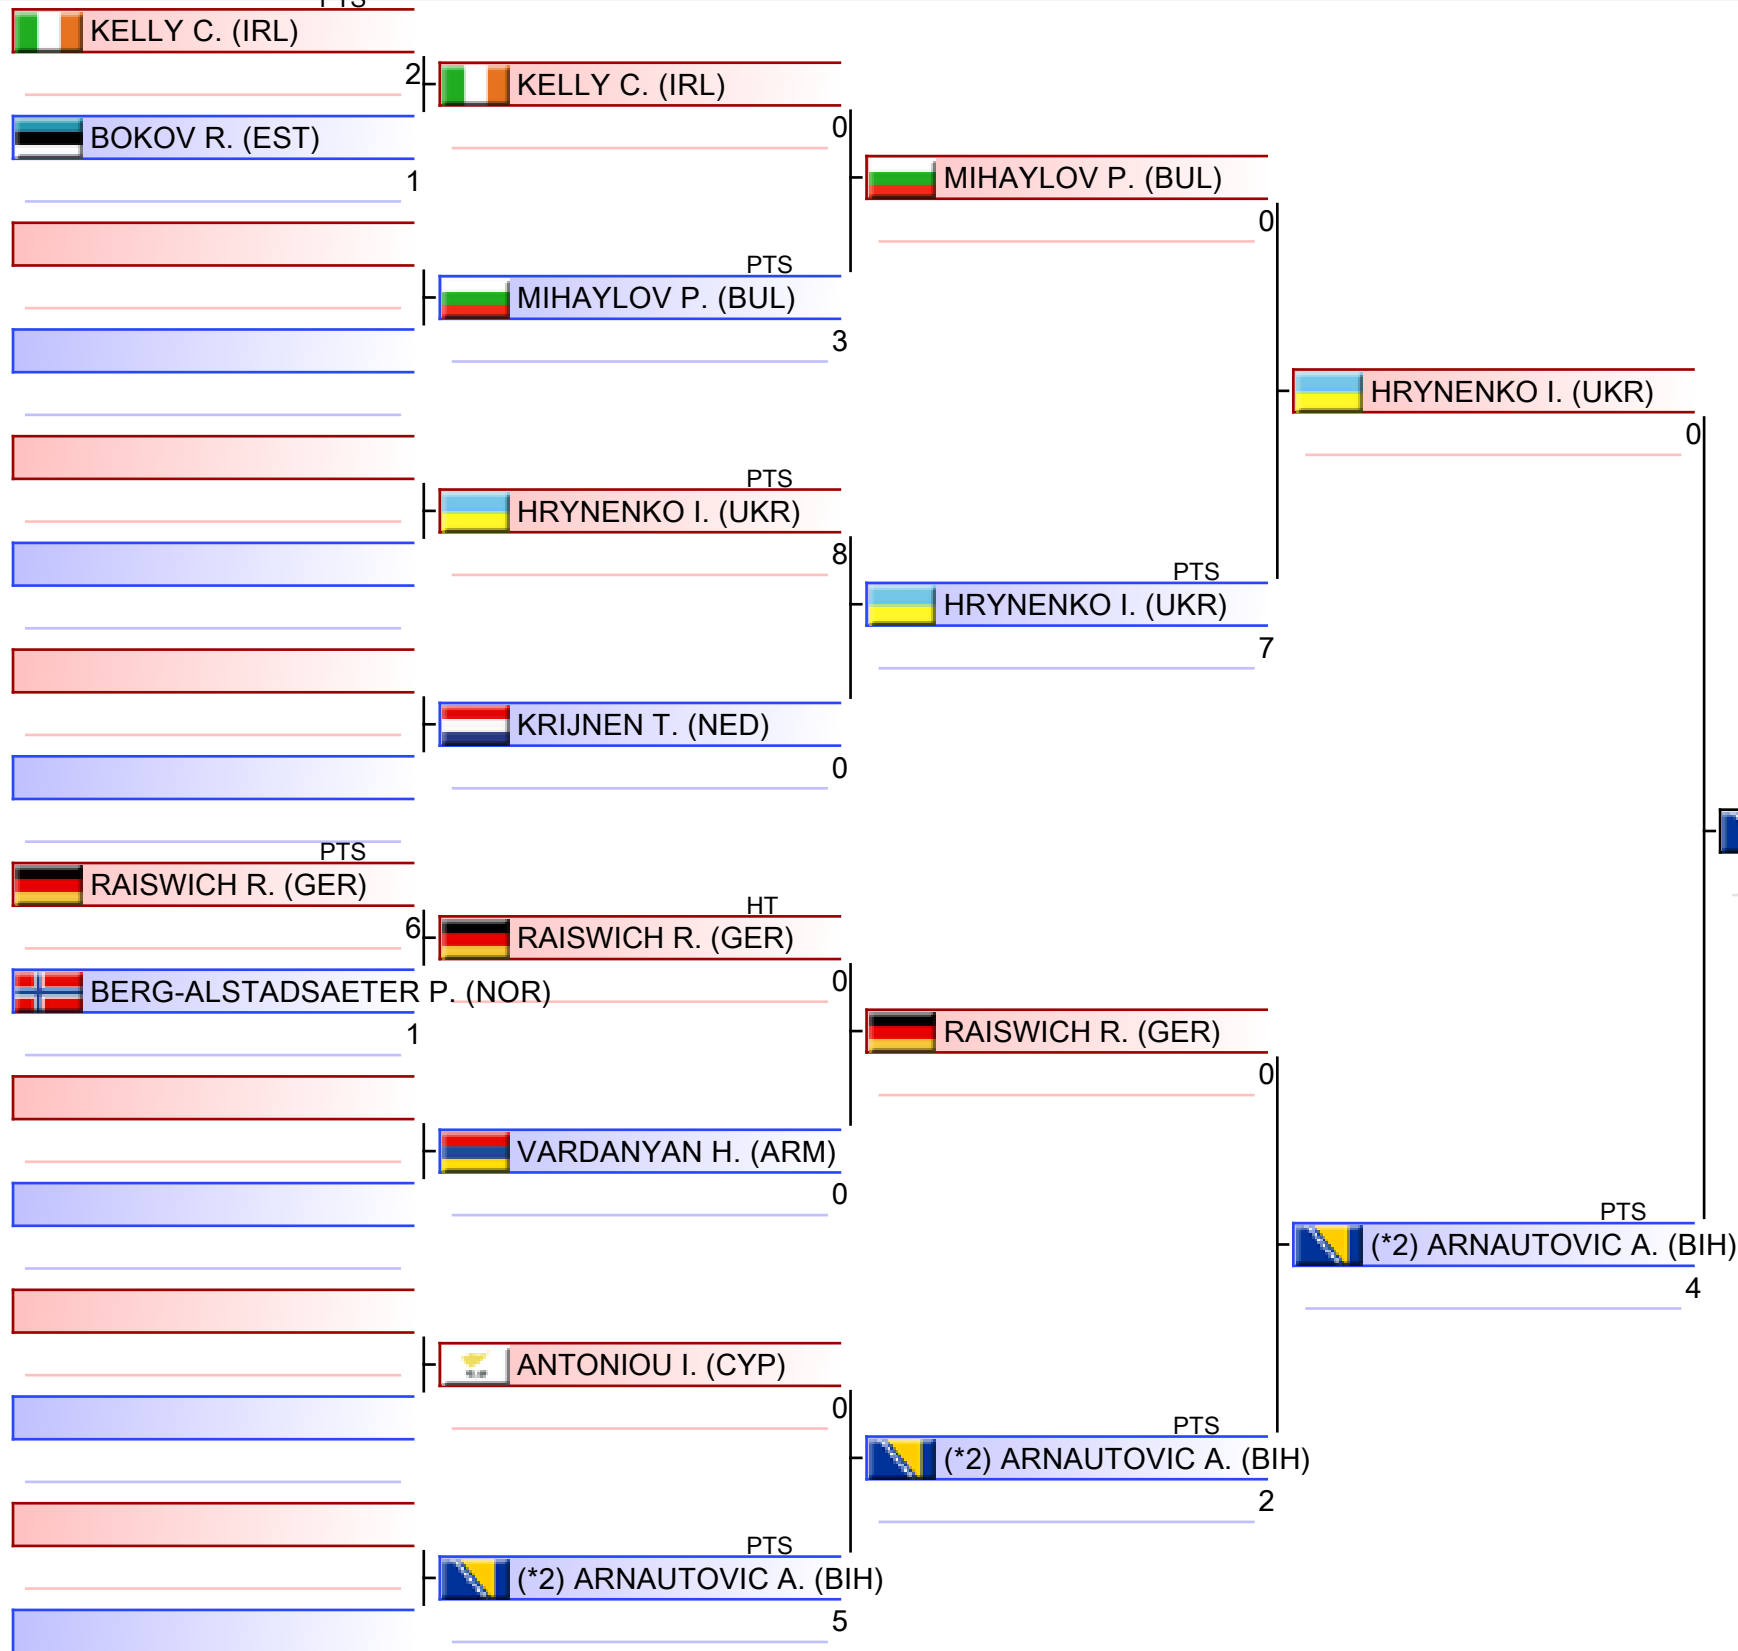 PTS
KELLY C. (IRL)
2
KELLY C. (IRL)
0
BOKOV R. (EST)
1
MIHAYLOV P. (BUL)
0
PTS
MIHAYLOV P. (BUL)
3
HRYNENKO I. (UKR)
0
PTS
HRYNENKO I. (UKR)
8
PTS
HRYNENKO I. (UKR)
7
KRIJNEN T. (NED)
0
PTS
RAISWICH R. (GER)
6
HT
RAISWICH R. (GER)
0
BERG-ALSTADSAETER P. (NOR)
1
RAISWICH R. (GER)
0
VARDANYAN H. (ARM)
0
PTS
(*2) ARNAUTOVIC A. (BIH)
4
ANTONIOU I. (CYP)
0
PTS
(*2) ARNAUTOVIC A. (BIH)
2
PTS
(*2) ARNAUTOVIC A. (BIH)
5